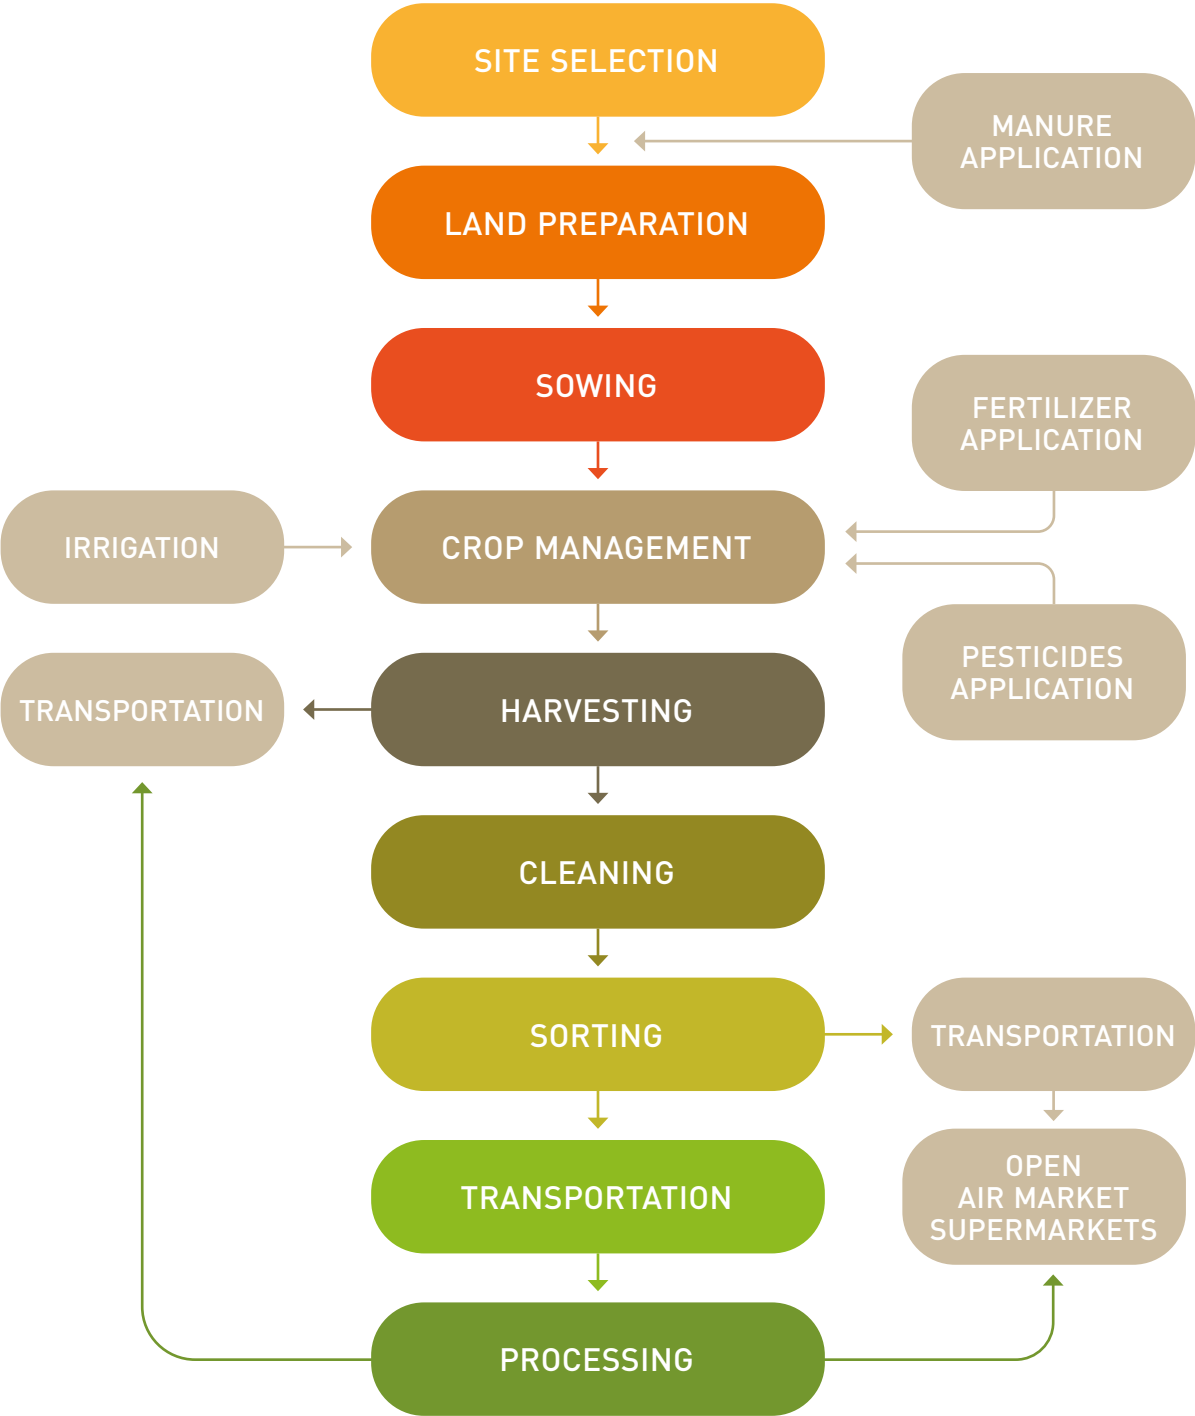 SITE SELECTION
MANURE
APPLICATION
LAND PREPARATION
SOWING
FERTILIZER
APPLICATION
IRRIGATION
CROP MANAGEMENT
PESTICIDES
APPLICATION
TRANSPORTATION
HARVESTING
CLEANING
SORTING
TRANSPORTATION
OPEN
AIR MARKET
SUPERMARKETS
TRANSPORTATION
PROCESSING